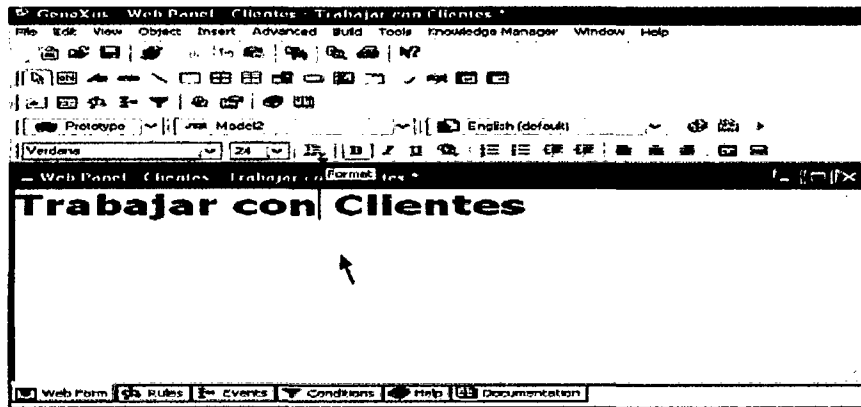 GeneXus - Web Panel - Clientes - Trabajar con Clientes *
File Edit View Object Insert Advanced Build Tools Knowledge Manager Window Help
Prototype Model2 English (default)
Verdana 24
Web Panel - Clientes - Trabajar co Format tes *
Trabajar con Clientes
Web Form Rules Events Conditions Help Documentation